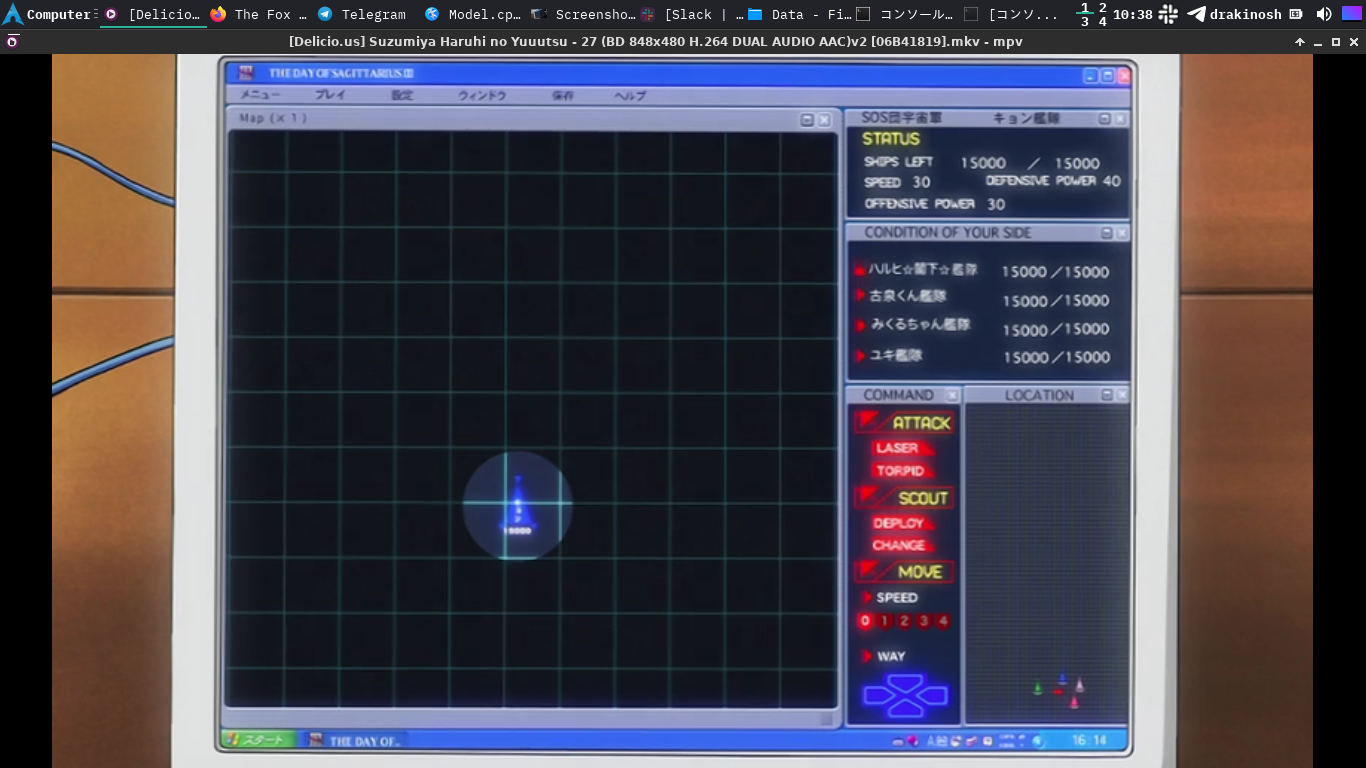 Computer
[Delicio...
The Fox ...
Telegram
Model.cp...
Screensho...
[Slack | ...
Data - Fi...
コンソール...
[コンソ...
1 2
3 4
10:38
drakinosh
[Delicio.us] Suzumiya Haruhi no Yuuutsu - 27 (BD 848x480 H.264 DUAL AUDIO AAC)v2 [06B41819].mkv - mpv
THE DAY OF SAGITTARIUS III
メニュー プレイ 設定 ウィンドウ 保存 ヘルプ
Map (×1)
15000
SOS団宇宙軍 キョン艦隊
STATUS
SHIPS LEFT 15000 / 15000
SPEED 30 DEFENSIVE POWER 40
OFFENSIVE POWER 30
CONDITION OF YOUR SIDE
ハルヒ☆閣下☆艦隊 15000/15000
古泉くん艦隊 15000/15000
みくるちゃん艦隊 15000/15000
ユキ艦隊 15000/15000
COMMAND
ATTACK
LASER
TORPID
SCOUT
DEPLOY
CHANGE
MOVE
SPEED
0 1 2 3 4
WAY
LOCATION
スタート
THE DAY OF..
16:14